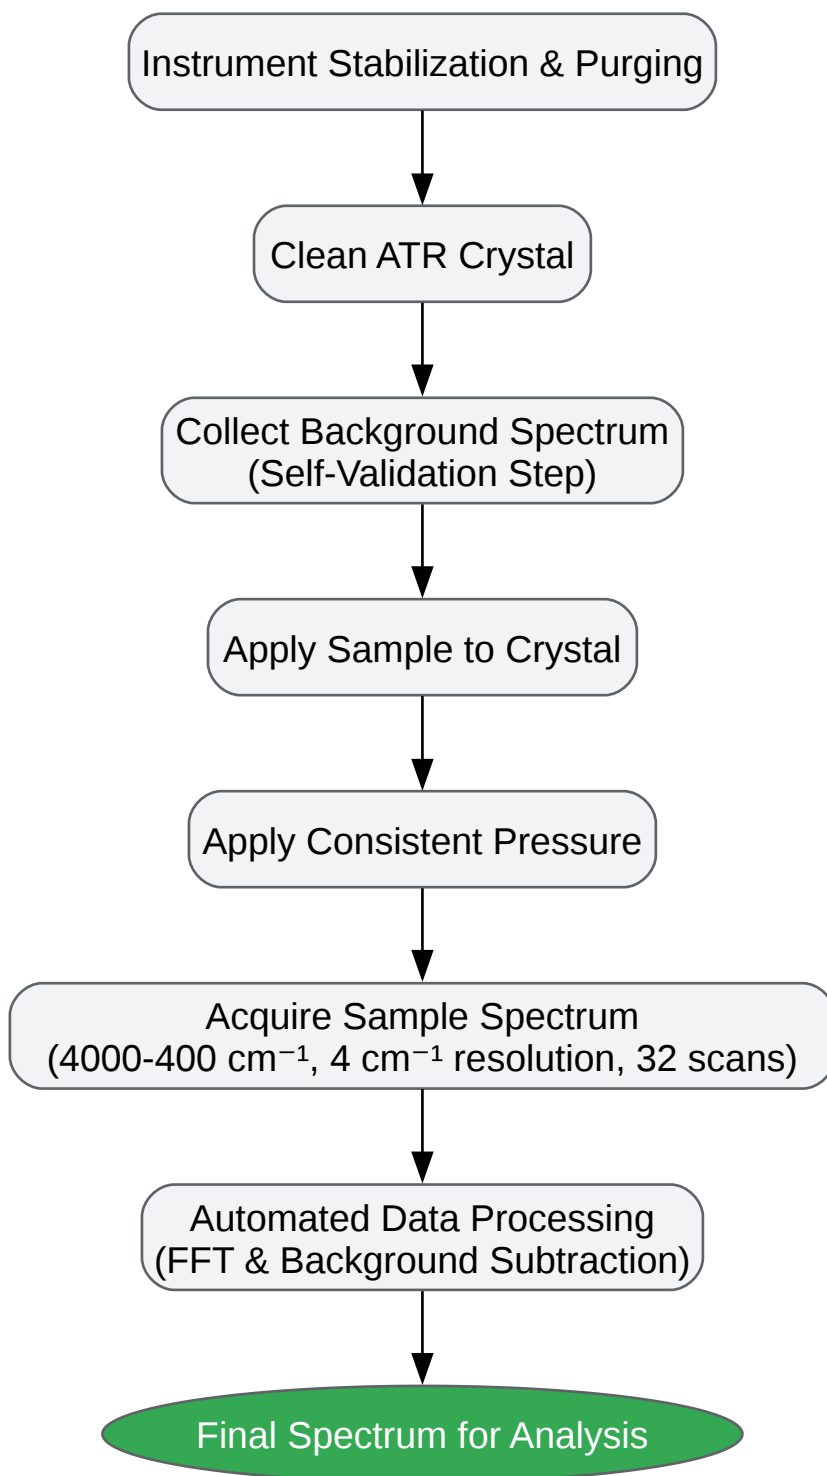 Instrument Stabilization & Purging
Clean ATR Crystal
Collect Background Spectrum
(Self-Validation Step)
Apply Sample to Crystal
Apply Consistent Pressure
Acquire Sample Spectrum
(4000-400 cm⁻¹, 4 cm⁻¹ resolution, 32 scans)
Automated Data Processing
(FFT & Background Subtraction)
Final Spectrum for Analysis